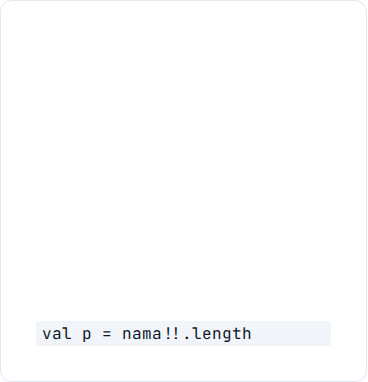 val p = nama!!.length